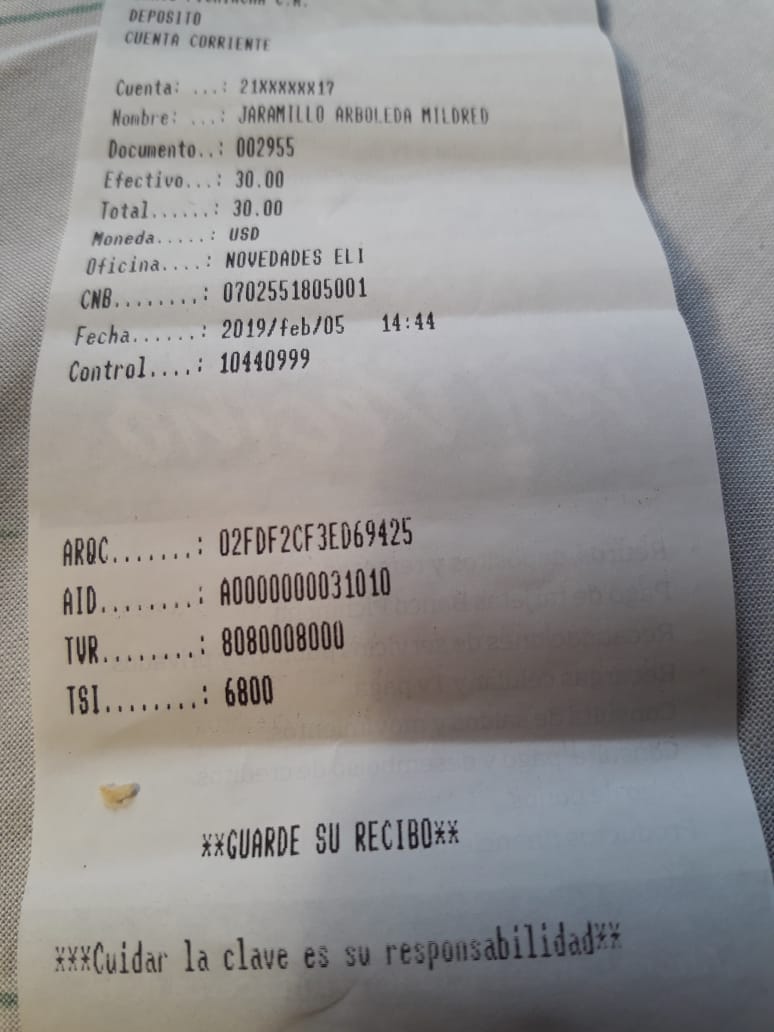 DEPOSITO
CUENTA CORRIENTE
Cuenta: ...: 21XXXXXX17
Nombre: ...: JARAMILLO ARBOLEDA MILDRED
Documento..: 002955
Efectivo...: 30.00
Total......: 30.00
Moneda.....: USD
Oficina....: NOVEDADES ELI
CNB........: 0702551805001
Fecha......: 2019/feb/05 14:44
Control....: 10440999
ARQC.......: 02FDF2CF3ED69425
AID........: A0000000031010
TVR........: 8080008000
TSI........: 6800
**GUARDE SU RECIBO**
***Cuidar la clave es su responsabilidad**